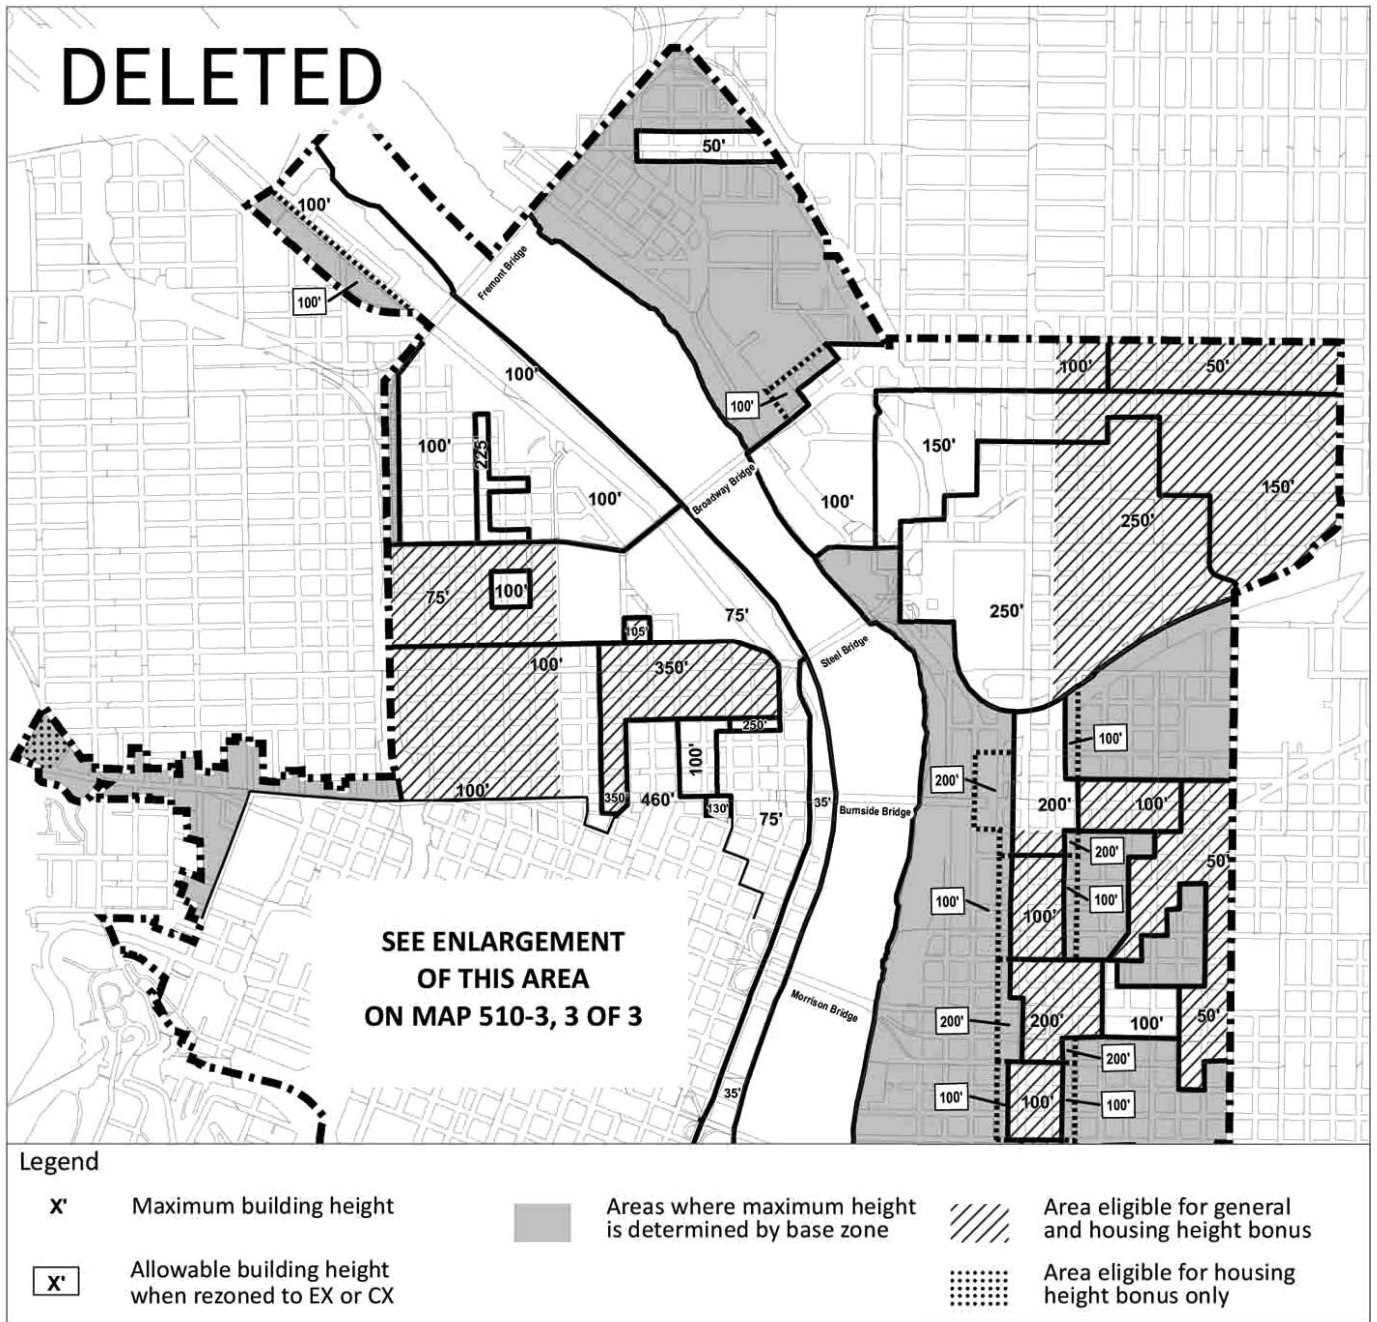 DELETED
50'
100'
Fremont Bridge
100'
100'
100'
50'
100'
100'
225'
150'
100'
Broadway Bridge
100'
150'
250'
75'
100'
250'
75'
105'
Steel Bridge
100'
350'
250'
100'
100'
200'
100'
350'
460'
130'
75'
35'
Burnside Bridge
200'
100'
200'
50'
100'
100'
100'
SEE ENLARGEMENT
OF THIS AREA
ON MAP 510-3, 3 OF 3
Morrison Bridge
200'
200'
100'
50'
200'
35'
100'
100'
100'
Legend
X' Maximum building height
Areas where maximum height
is determined by base zone
Area eligible for general
and housing height bonus
X' Allowable building height
when rezoned to EX or CX
Area eligible for housing
height bonus only